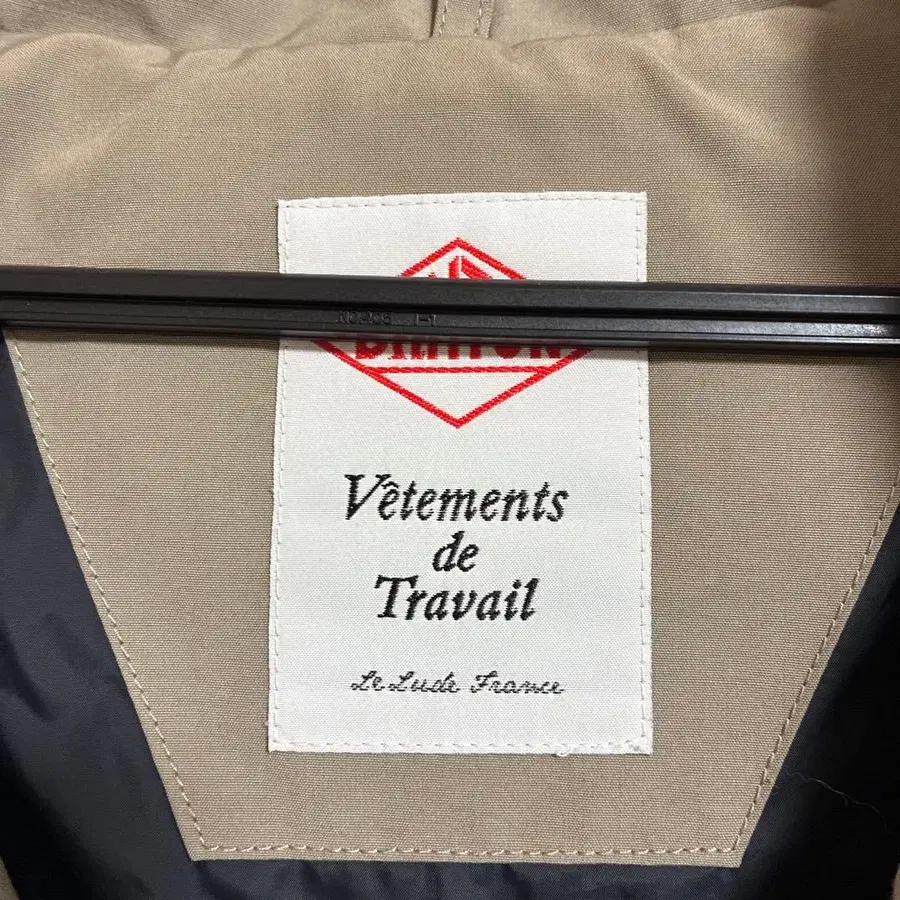 Vêtements
de
Travail
Le Lude France